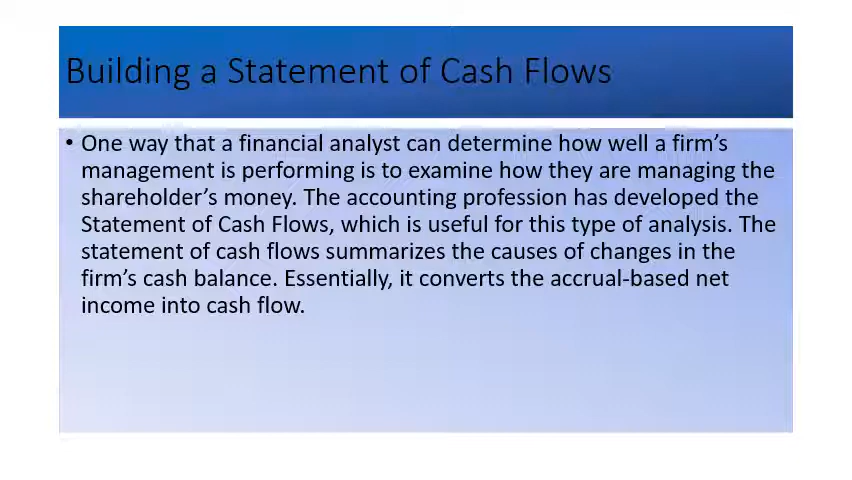 Building a Statement of Cash Flows
• One way that a financial analyst can determine how well a firm’s
management is performing is to examine how they are managing the
shareholder’s money. The accounting profession has developed the
Statement of Cash Flows, which is useful for this type of analysis. The
statement of cash flows summarizes the causes of changes in the
firm’s cash balance. Essentially, it converts the accrual-based net
income into cash flow.